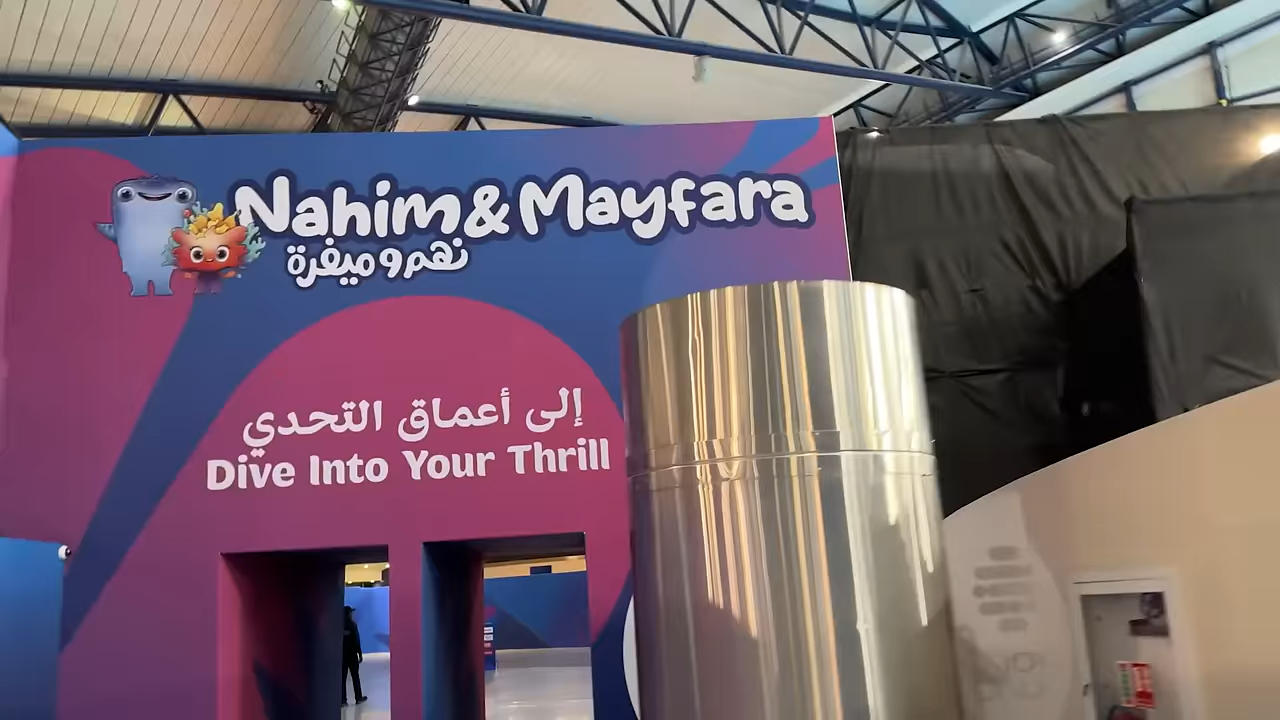 Nahim & Mayfara
نهم و ميفرة
إلى أعماق التحدي
Dive Into Your Thrill